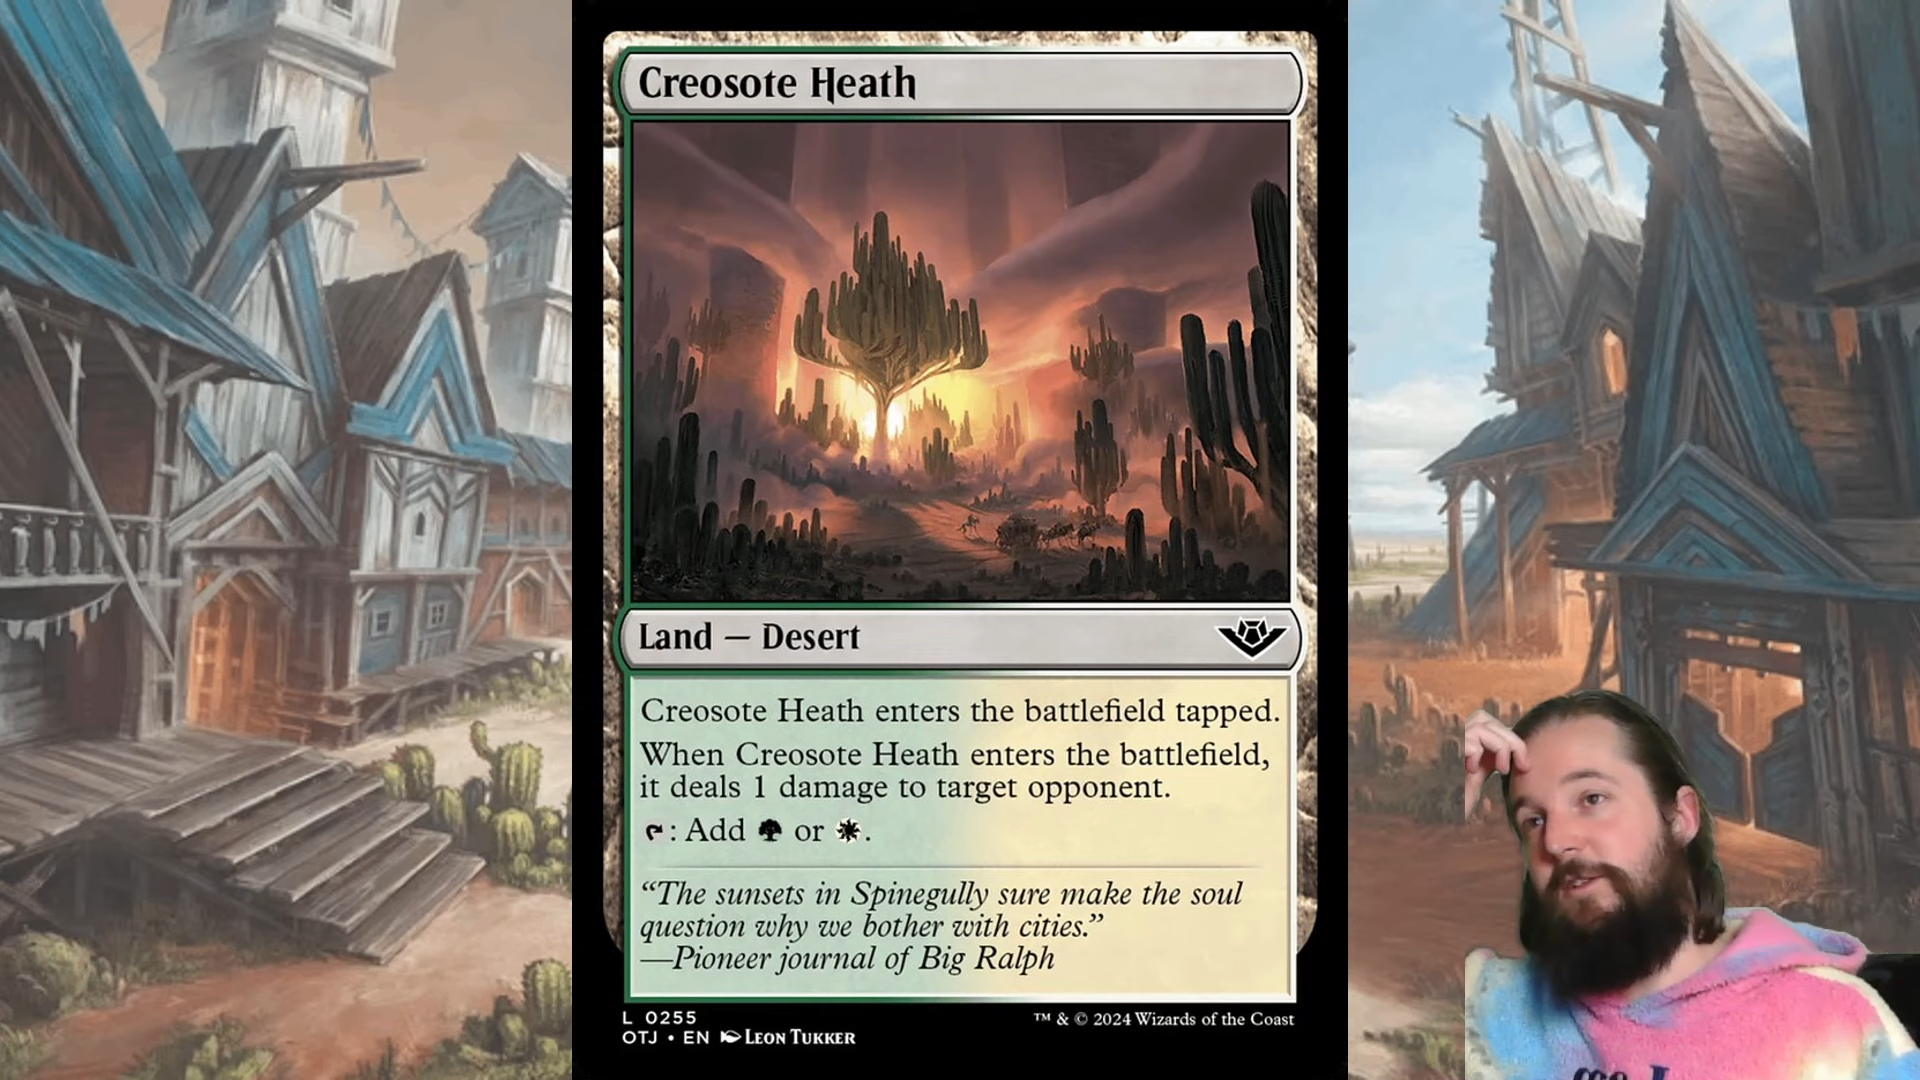 Creosote Heath
Land — Desert
Creosote Heath enters the battlefield tapped.
When Creosote Heath enters the battlefield,
it deals 1 damage to target opponent.
: Add or .
“The sunsets in Spinegully sure make the soul
question why we bother with cities.”
—Pioneer journal of Big Ralph
L 0255
OTJ • EN LEON TUKKER
™ & © 2024 Wizards of the Coast